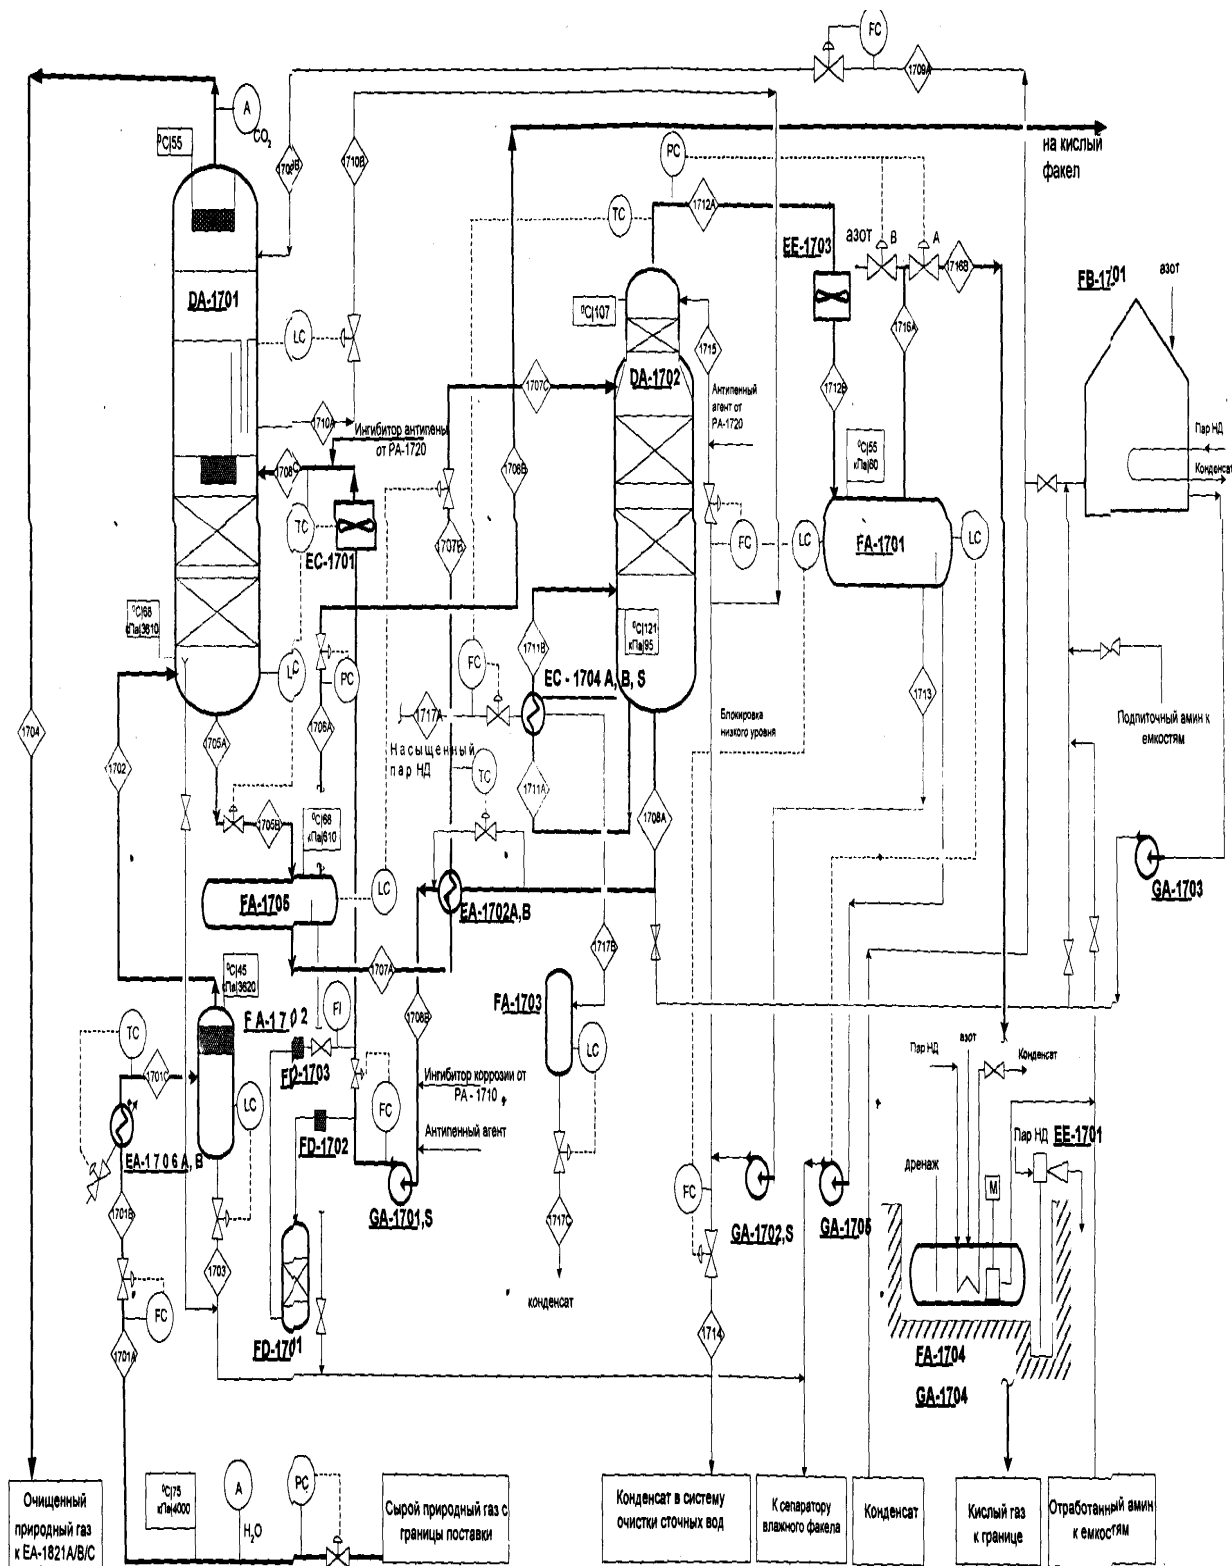 FC
1709A
A
CO2
°C|55
1709B
1710B
на кислый
факел
PC
TC
1712A
EE-1703
азот
B
A
1716B
FB-1701
азот
DA-1701
°C|107
LC
1715
1716A
DA-1702
1707C
1712B
Антипенный
агент от
PA-1720
1710A
Ингибитор антипены
от PA-1720
Пар НД
Конденсат
°C|55
кПа|60
1706B
TC
EC-1701
1707B
FC
LC
FA-1701
LC
°C|68
кПа|3610
°C|121
кПа|95
1711B
LC
PC
FC
EC - 1704 A, B, S
1713
1704
1702
1705A
1706A
1717A
Насыщенный
пар НД
Блокировка
низкого уровня
Подпиточный амин к
емкостям
TC
1711A
1708A
1705B
°C|68
кПа|610
GA-1703
FA-1705
LC
EA-1702A,B
1707A
1717B
°C|45
кПа|3620
FA-1702
FI
1708B
FA-1703
TC
1701C
FD-1703
LC
Пар НД
азот
Конденсат
LC
FC
Ингибитор коррозии от
PA - 1710
Антипенный агент
Пар НД
EE-1701
FD-1702
EA-1706A,B
дренаж
M
FC
GA-1701,S
1701B
1717C
GA-1702,S
GA-1705
1703
конденсат
FC
1714
FD-1701
1701A
FA-1704
GA-1704
Очищенный
природный газ
к EA-1821A/B/C
°C|75
кПа|4000
A
H2O
PC
Сырой природный газ с
границы поставки
Конденсат в систему
очистки сточных вод
К сепаратору
влажного факела
Конденсат
Кислый газ
к границе
Отработанный амин
к емкостям